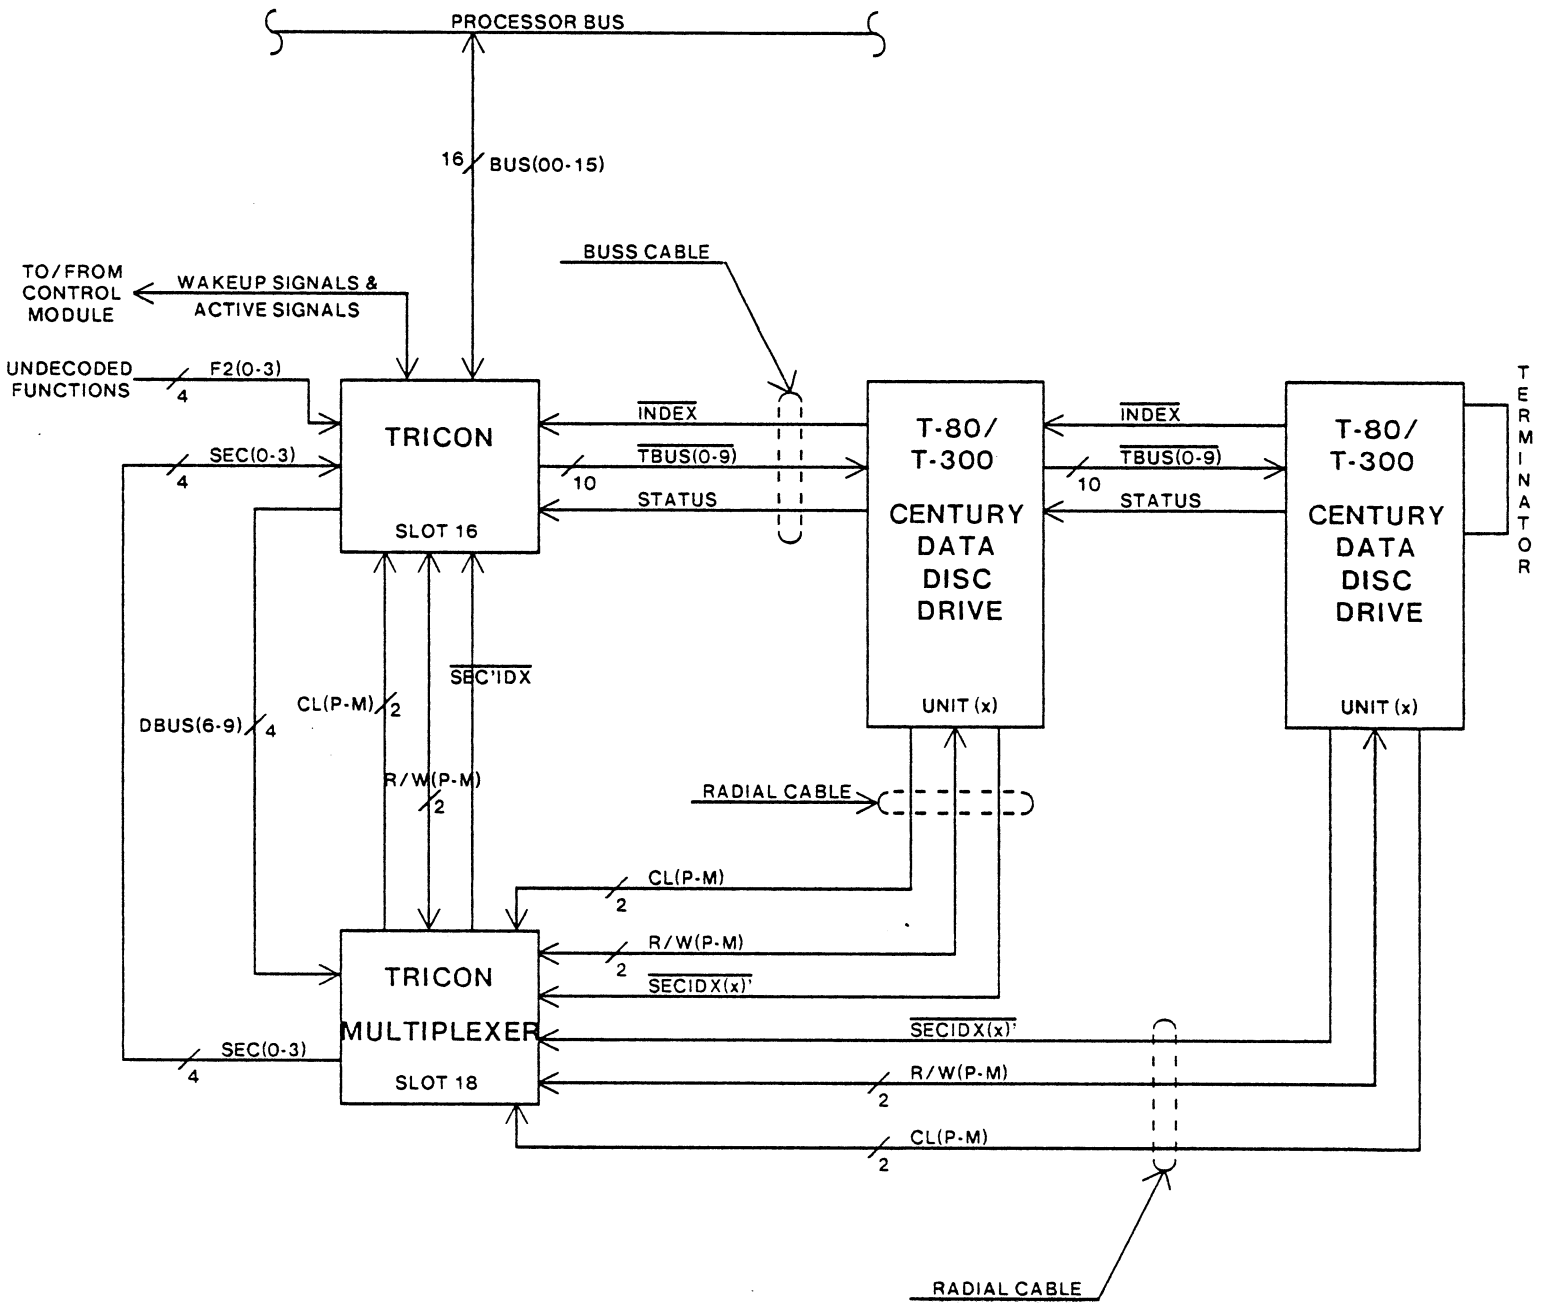 PROCESSOR BUS
16
BUS(00-15)
BUSS CABLE
TO/FROM
CONTROL
MODULE
WAKEUP SIGNALS &
ACTIVE SIGNALS
UNDECODED
FUNCTIONS
F2(0-3)
4
SEC(0-3)
4
TRICON
SLOT 16
INDEX
TBUS(0-9)
10
STATUS
T-80/
T-300
CENTURY
DATA
DISC
DRIVE
UNIT (x)
INDEX
TBUS(0-9)
10
STATUS
T-80/
T-300
CENTURY
DATA
DISC
DRIVE
UNIT (x)
TERMINATOR
SEC'IDX
CL(P-M)
2
DBUS(6-9)
4
R/W(P-M)
2
RADIAL CABLE
CL(P-M)
2
R/W(P-M)
2
SECIDX(x)'
TRICON
MULTIPLEXER
SLOT 18
SECIDX(x)'
SEC(0-3)
4
R/W(P-M)
2
CL(P-M)
2
RADIAL CABLE